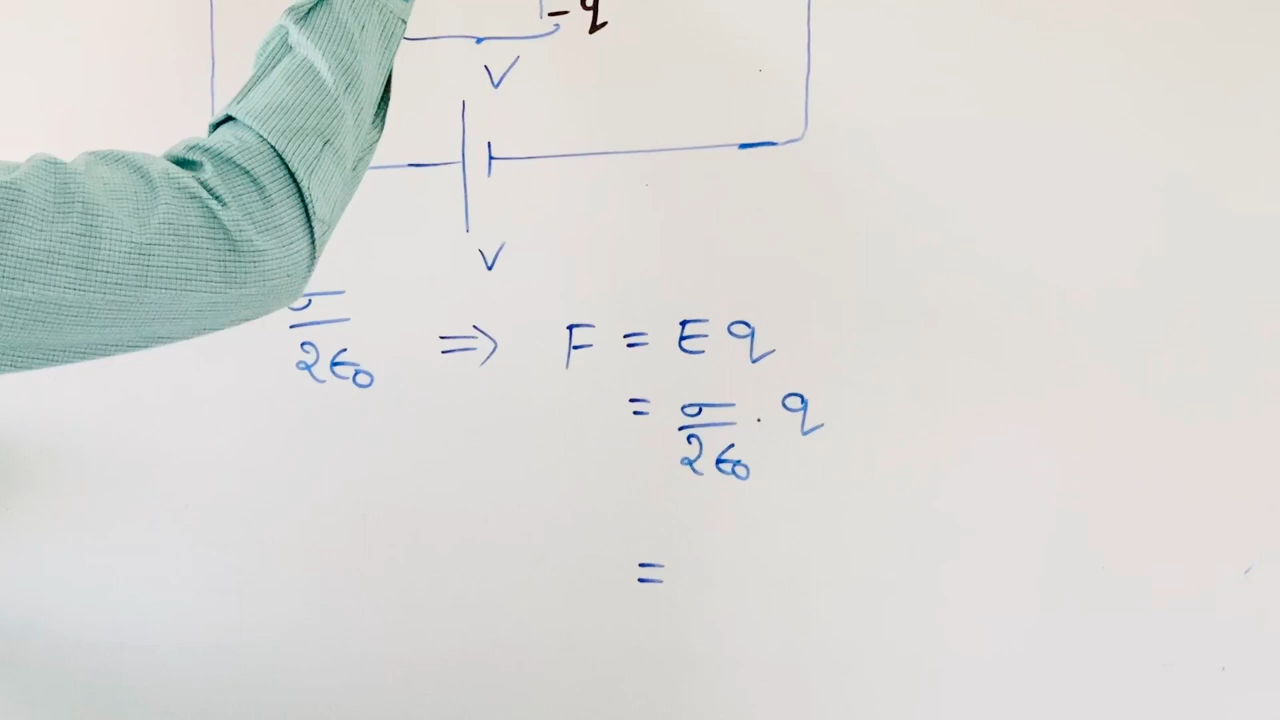 -q
V
V
σ/2ϵ₀ ⇒ F = Eq
= σ/2ϵ₀ · q
=